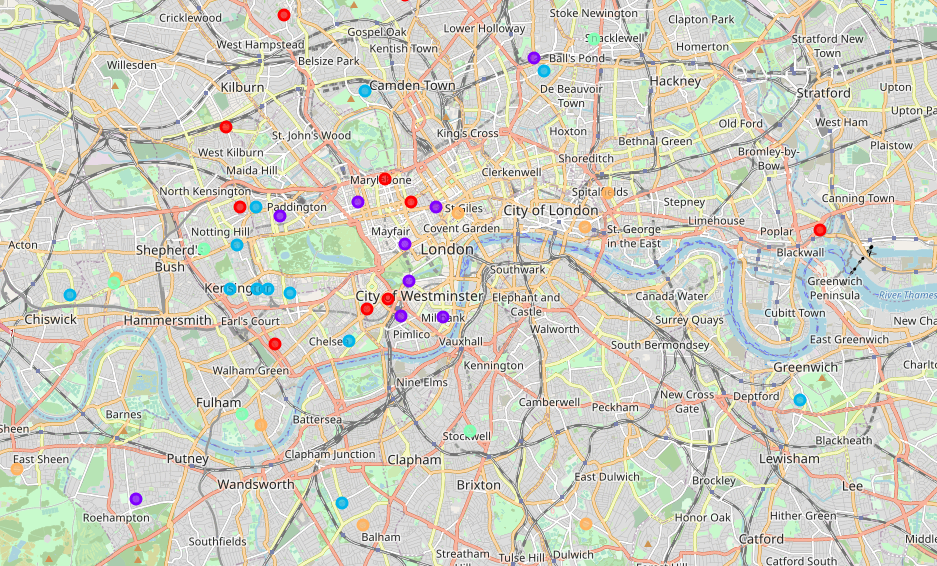 Cricklewood
Stoke Newington
Clapton Park
Gospel Oak
Lower Holloway
Stratford New
Town
West Hampstead
Kentish Town
Shacklewell
Homerton
Willesden
Belsize Park
Ball's Pond
Kilburn
Camden Town
De Beauvoir
Town
Hackney
Stratford
Upton
Upton Pa
St. John's Wood
King's Cross
Hoxton
Old Ford
West Ham
West Kilburn
Bethnal Green
Plaistow
Maida Hill
Shoreditch
Bromley-by-
Bow
Clerkenwell
North Kensington
Marylebone
Spitalfields
Stepney
Canning Town
Paddington
St Giles
City of London
Notting Hill
Mayfair
Covent Garden
Limehouse
Acton
St. George
in the East
Poplar
Shepherd's
Bush
London
Blackwall
Southwark
Greenwich
Peninsula
Kensington
City of Westminster
Elephant and
Castle
Canada Water
River Thames
Chiswick
Hammersmith
Earl's Court
Millbank
Surrey Quays
Cubitt Town
New Cha
Pimlico
Walworth
Chelsea
Vauxhall
South Bermondsey
East Greenwich
Walham Green
Kennington
Greenwich
Charlto
Nine Elms
New Cross
Gate
Deptford
Fulham
Camberwell
Peckham
Barnes
Battersea
Sheen
Stockwell
Blackheath
East Sheen
Putney
Clapham Junction
Clapham
Lewisham
Wandsworth
Brixton
East Dulwich
Brockley
Lee
Roehampton
Honor Oak
Hither Green
Southfields
Balham
Catford
Middle
Streatham
Tulse Hill
Dulwich
Catford South